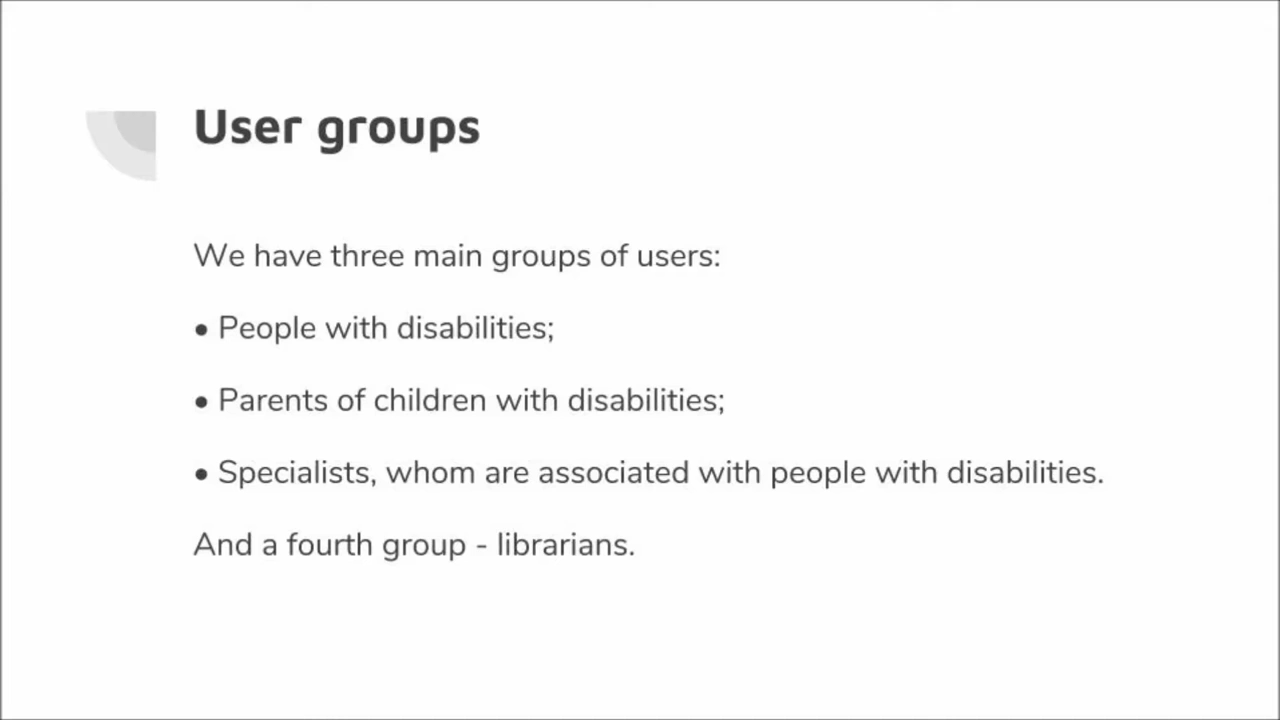 User groups
We have three main groups of users:
• People with disabilities;
• Parents of children with disabilities;
• Specialists, whom are associated with people with disabilities.
And a fourth group - librarians.